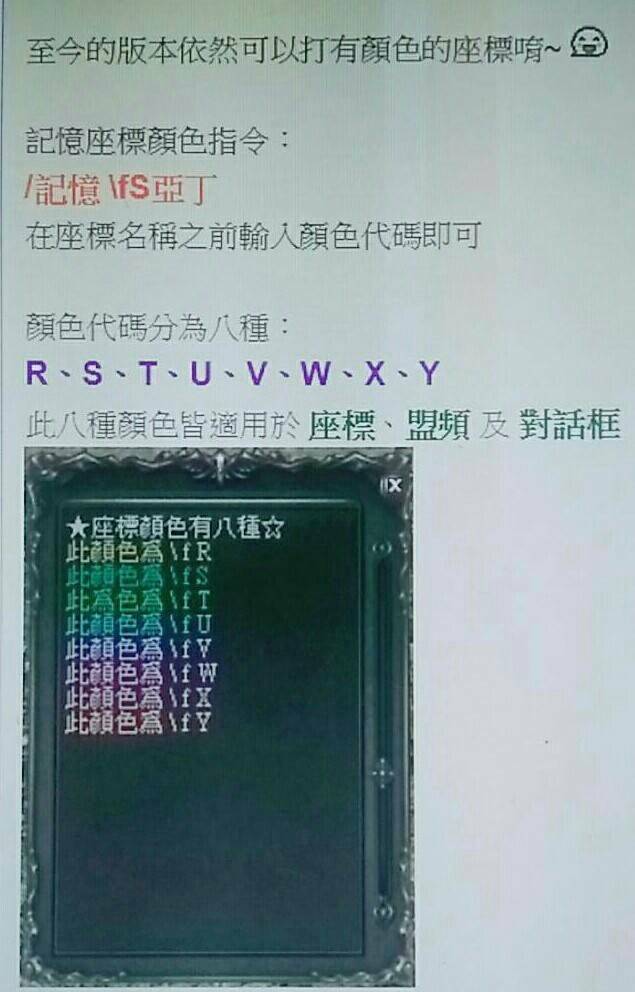 至今的版本依然可以打有顏色的座標唷~
記憶座標顏色指令：
/記憶 \fS亞丁
在座標名稱之前輸入顏色代碼即可
顏色代碼分為八種：
R、S、T、U、V、W、X、Y
此八種顏色皆適用於 座標、盟頻 及 對話框
X
★座標顏色有八種☆
此顏色為\fR
此顏色為\fS
此為色為\fT
此顏色為\fU
此顏色為\fV
此顏色為\fW
此顏色為\fX
此顏色為\fY